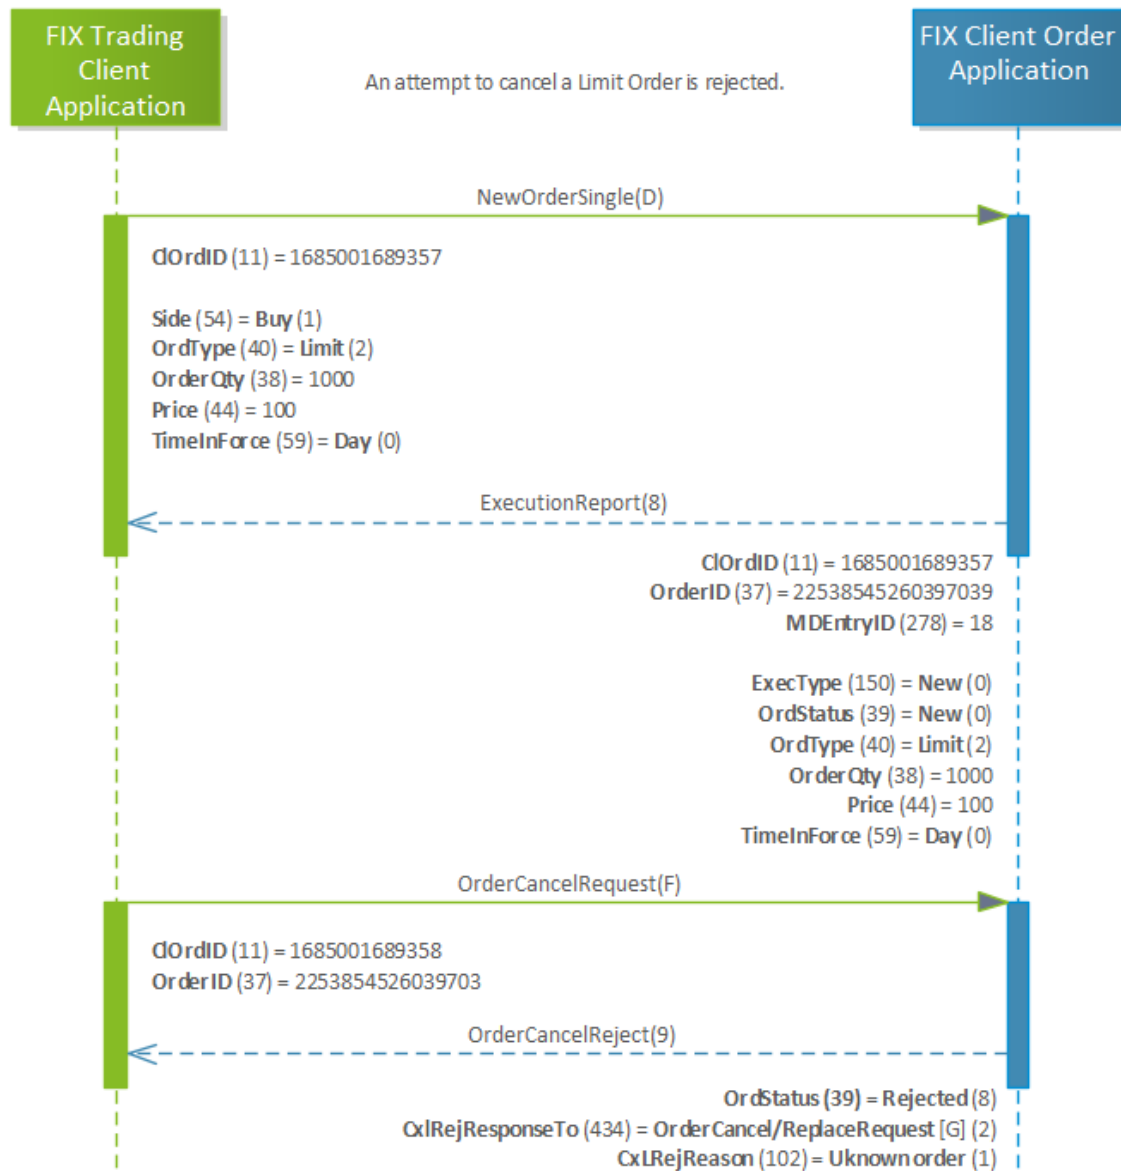 FIX Trading
Client
Application
An attempt to cancel a Limit Order is rejected.
FIX Client Order
Application
NewOrderSingle(D)
ClOrdID (11) = 1685001689357
Side (54) = Buy (1)
OrdType (40) = Limit (2)
OrderQty (38) = 1000
Price (44) = 100
TimeInForce (59) = Day (0)
ExecutionReport(8)
ClOrdID (11) = 1685001689357
OrderID (37) = 22538545260397039
MDEntryID (278) = 18
ExecType (150) = New (0)
OrdStatus (39) = New (0)
OrdType (40) = Limit (2)
OrderQty (38) = 1000
Price (44) = 100
TimeInForce (59) = Day (0)
OrderCancelRequest(F)
ClOrdID (11) = 1685001689358
OrderID (37) = 2253854526039703
OrderCancelReject(9)
OrdStatus (39) = Rejected (8)
CxlRejResponseTo (434) = OrderCancel/ReplaceRequest [G] (2)
CxLRejReason (102) = Uknown order (1)